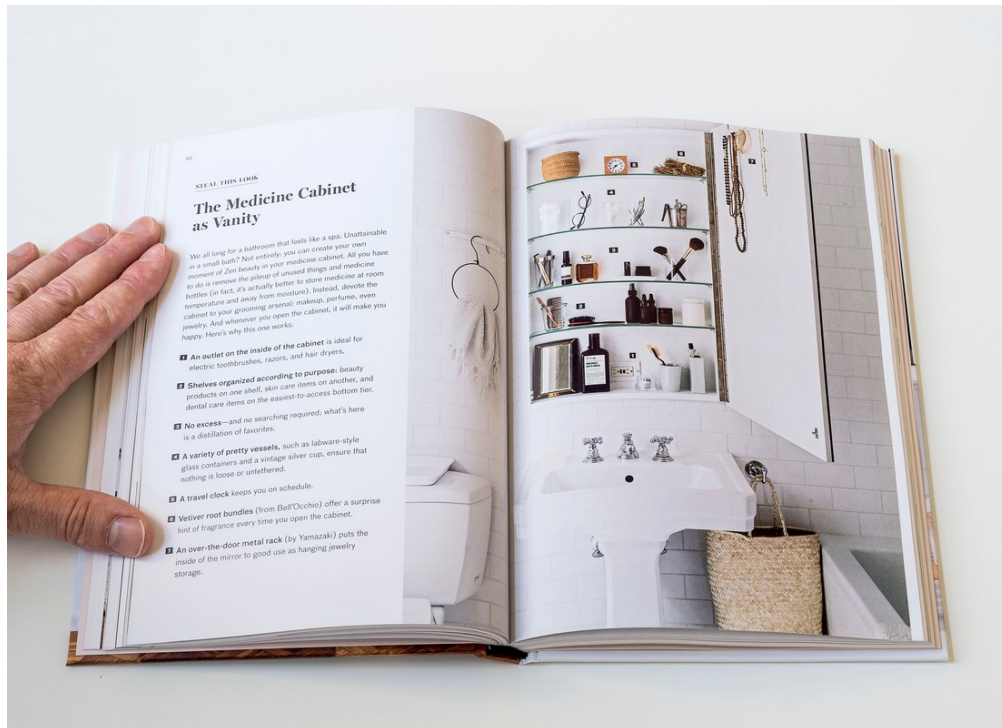 STEAL THIS LOOK
The Medicine Cabinet
as Vanity
We all long for a bathroom that feels like a spa. Unattainable
in a small bath? Not entirely: you can create your own
moment of Zen beauty in your medicine cabinet. All you have
to do is remove the pileup of unused things and medicine
bottles (in fact, it's actually better to store medicine at room
temperature and away from moisture). Instead, devote the
cabinet to your grooming arsenal: makeup, perfume, even
jewelry. And whenever you open the cabinet, it will make you
happy. Here's why this one works.
1 An outlet on the inside of the cabinet is ideal for
electric toothbrushes, razors, and hair dryers.
2 Shelves organized according to purpose: beauty
products on one shelf, skin care items on another, and
dental care items on the easiest-to-access bottom tier.
3 No excess—and no searching required; what's here
is a distillation of favorites.
4 A variety of pretty vessels, such as labware-style
glass containers and a vintage silver cup, ensure that
nothing is loose or untethered.
5 A travel clock keeps you on schedule.
6 Vetiver root bundles (from Bell'Occhio) offer a surprise
hint of fragrance every time you open the cabinet.
7 An over-the-door metal rack (by Yamazaki) puts the
inside of the mirror to good use as hanging jewelry
storage.
6
7
4
3
2
1